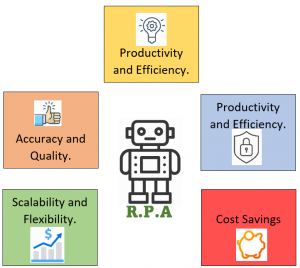 Productivity
and Efficiency.
Accuracy and
Quality.
Productivity
and Efficiency.
R.P.A
Scalability and
Flexibility.
$
Cost Savings